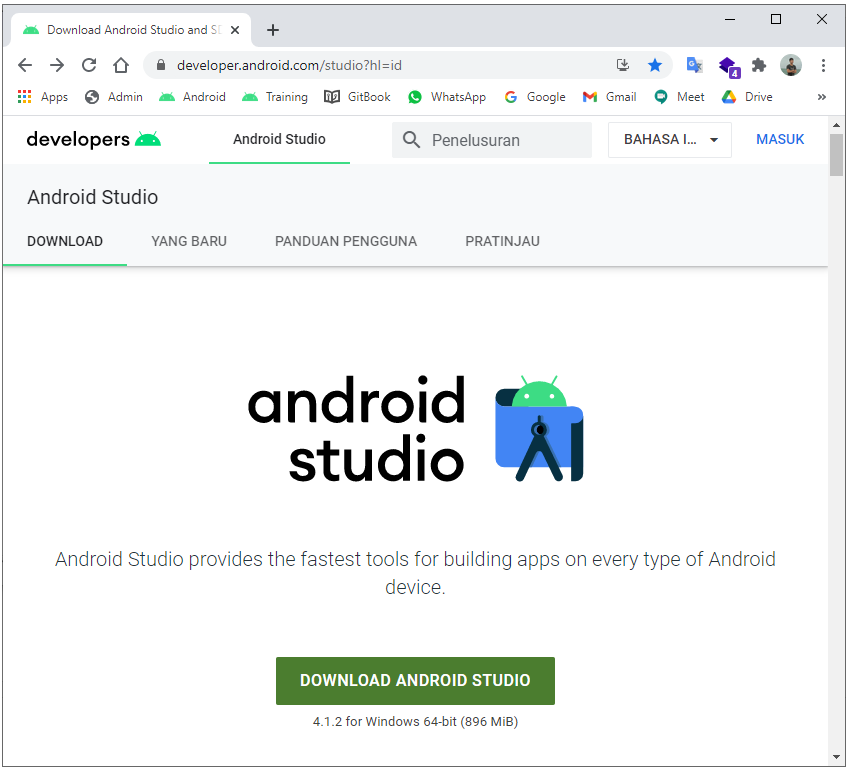 Download Android Studio and S
developer.android.com/studio?hl=id
4
Apps Admin Android Training GitBook WhatsApp Google Gmail Meet Drive »
developers Android Studio Penelusuran BAHASA I... MASUK
Android Studio
DOWNLOAD YANG BARU PANDUAN PENGGUNA PRATINJAU
android
studio
Android Studio provides the fastest tools for building apps on every type of Android
device.
DOWNLOAD ANDROID STUDIO
4.1.2 for Windows 64-bit (896 MiB)